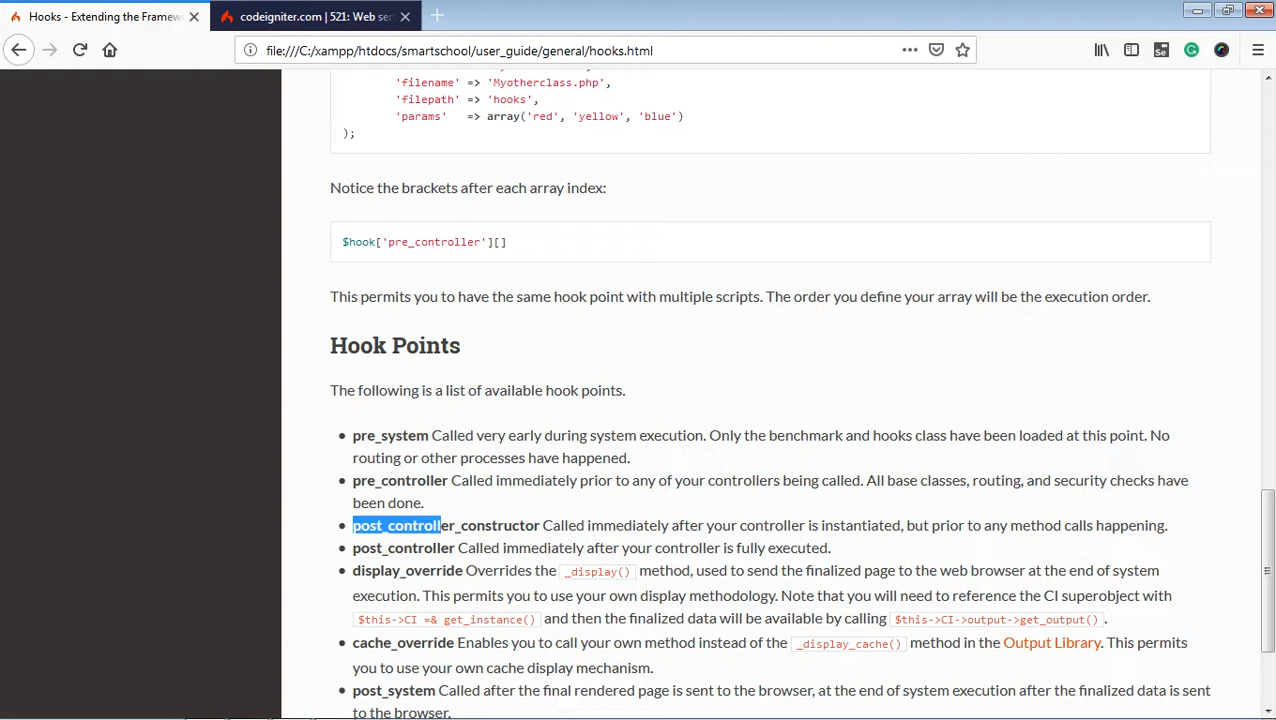 Hooks - Extending the Framew
codeigniter.com | 521: Web ser
file:///C:/xampp/htdocs/smartschool/user_guide/general/hooks.html
'filename' => 'Myotherclass.php',
'filepath' => 'hooks',
'params' => array('red', 'yellow', 'blue')
);
Notice the brackets after each array index:
$hook['pre_controller'][]
This permits you to have the same hook point with multiple scripts. The order you define your array will be the execution order.
Hook Points
The following is a list of available hook points.
pre_system Called very early during system execution. Only the benchmark and hooks class have been loaded at this point. No
routing or other processes have happened.
pre_controller Called immediately prior to any of your controllers being called. All base classes, routing, and security checks have
been done.
post_controller_constructor Called immediately after your controller is instantiated, but prior to any method calls happening.
post_controller Called immediately after your controller is fully executed.
display_override Overrides the _display() method, used to send the finalized page to the web browser at the end of system
execution. This permits you to use your own display methodology. Note that you will need to reference the CI superobject with
$this->CI =& get_instance() and then the finalized data will be available by calling $this->CI->output->get_output().
cache_override Enables you to call your own method instead of the _display_cache() method in the Output Library. This permits
you to use your own cache display mechanism.
post_system Called after the final rendered page is sent to the browser, at the end of system execution after the finalized data is sent
to the browser.